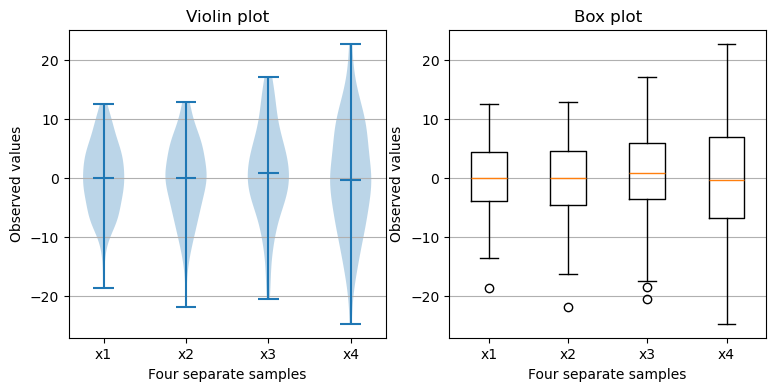 Violin plot
Observed values
20
10
0
−10
−20
x1 x2 x3 x4
Four separate samples
Box plot
Observed values
20
10
0
−10
−20
x1 x2 x3 x4
Four separate samples